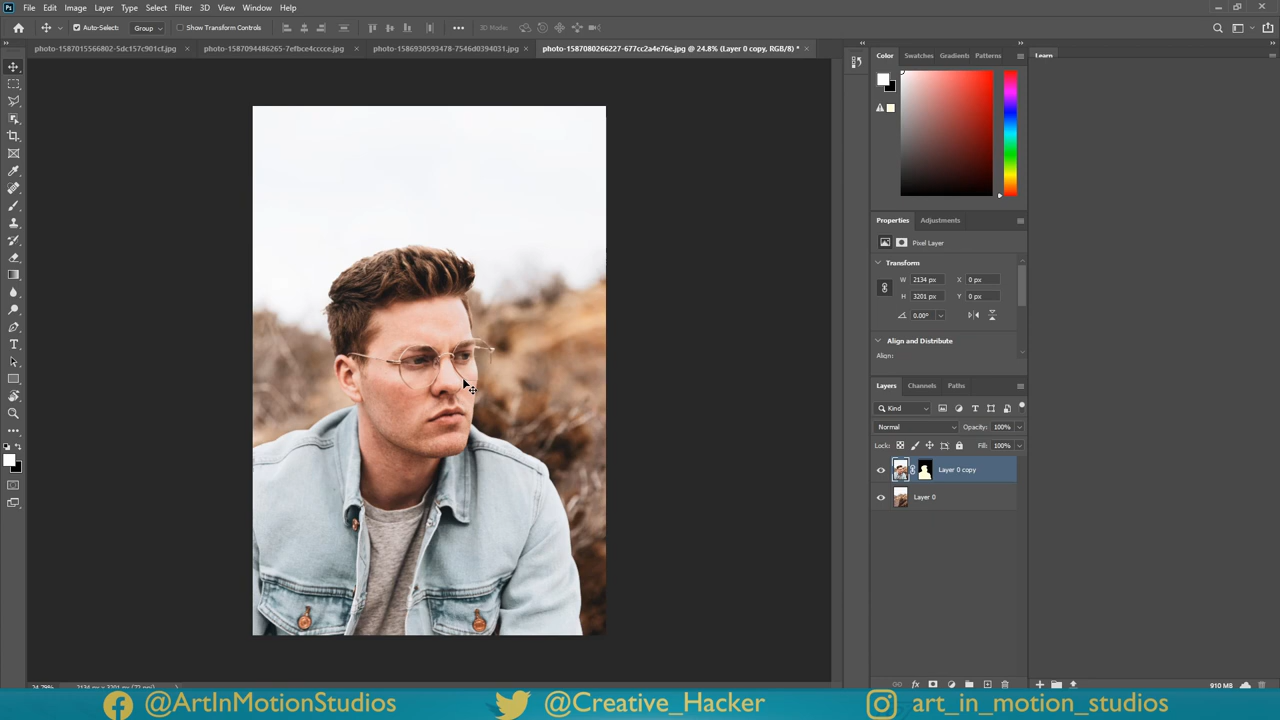 File Edit Image Layer Type Select Filter 3D View Window Help
Auto-Select: Group Show Transform Controls 3D Mode:
photo-1587015566802-5dc157c901cf.jpg × photo-1587094486265-7efbce4cccce.jpg × photo-1586930593478-7546d0394031.jpg × photo-1587080266227-677cc2a4e76e.jpg @ 24.8% (Layer 0 copy, RGB/8) * ×
Color Swatches Gradients Patterns
Learn
Properties Adjustments
Pixel Layer
Transform
W 2134 px X 0 px
H 3201 px Y 0 px
0.00°
Align and Distribute
Align:
Layers Channels Paths
Kind
Normal Opacity: 100%
Lock: Fill: 100%
Layer 0 copy
Layer 0
910 MB
@ArtInMotionStudios @Creative_Hacker art_in_motion_studios